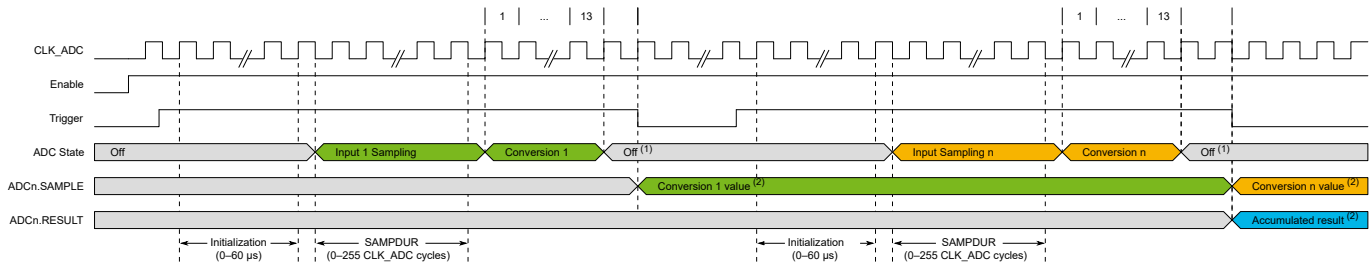 1 ... 13 1 ... 13
CLK_ADC
Enable
Trigger
ADC State Off Input 1 Sampling Conversion 1 Off (1) Input Sampling n Conversion n Off (1)
ADCn.SAMPLE Conversion 1 value (2) Conversion n value (2)
ADCn.RESULT Accumulated result (2)
Initialization SAMPDUR Initialization SAMPDUR
(0–60 µs) (0–255 CLK_ADC cycles) (0–60 µs) (0–255 CLK_ADC cycles)